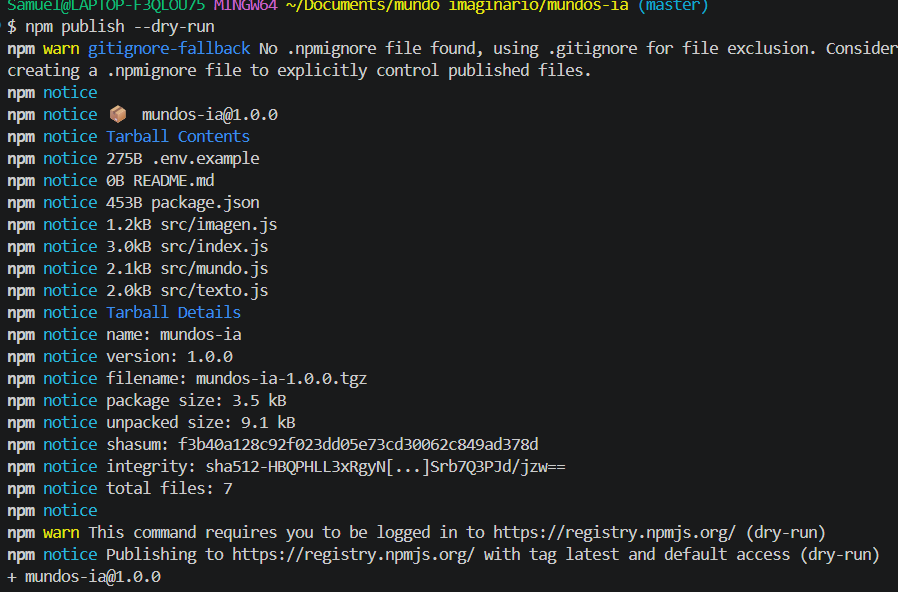 Samuel@LAPTOP-F3QLOU75 MINGW64 ~/Documents/mundo imaginario/mundos-ia (master)
$ npm publish --dry-run
npm warn gitignore-fallback No .npmignore file found, using .gitignore for file exclusion. Consider
creating a .npmignore file to explicitly control published files.
npm notice
npm notice 📦 mundos-ia@1.0.0
npm notice Tarball Contents
npm notice 275B .env.example
npm notice 0B README.md
npm notice 453B package.json
npm notice 1.2kB src/imagen.js
npm notice 3.0kB src/index.js
npm notice 2.1kB src/mundo.js
npm notice 2.0kB src/texto.js
npm notice Tarball Details
npm notice name: mundos-ia
npm notice version: 1.0.0
npm notice filename: mundos-ia-1.0.0.tgz
npm notice package size: 3.5 kB
npm notice unpacked size: 9.1 kB
npm notice shasum: f3b40a128c92f023dd05e73cd30062c849ad378d
npm notice integrity: sha512-HBQPHLL3xRgyN[...]Srb7Q3PJd/jzw==
npm notice total files: 7
npm notice
npm warn This command requires you to be logged in to https://registry.npmjs.org/ (dry-run)
npm notice Publishing to https://registry.npmjs.org/ with tag latest and default access (dry-run)
+ mundos-ia@1.0.0